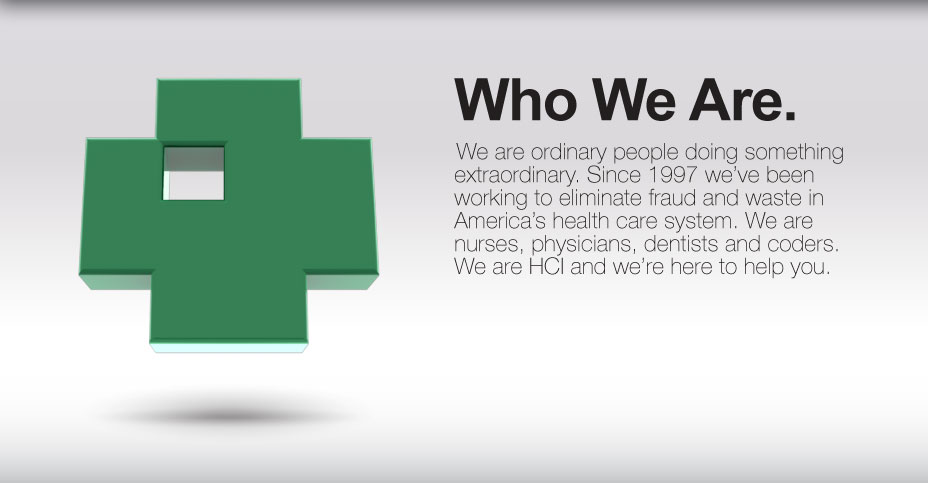 Who We Are.
We are ordinary people doing something
extraordinary. Since 1997 we’ve been
working to eliminate fraud and waste in
America’s health care system. We are
nurses, physicians, dentists and coders.
We are HCI and we’re here to help you.